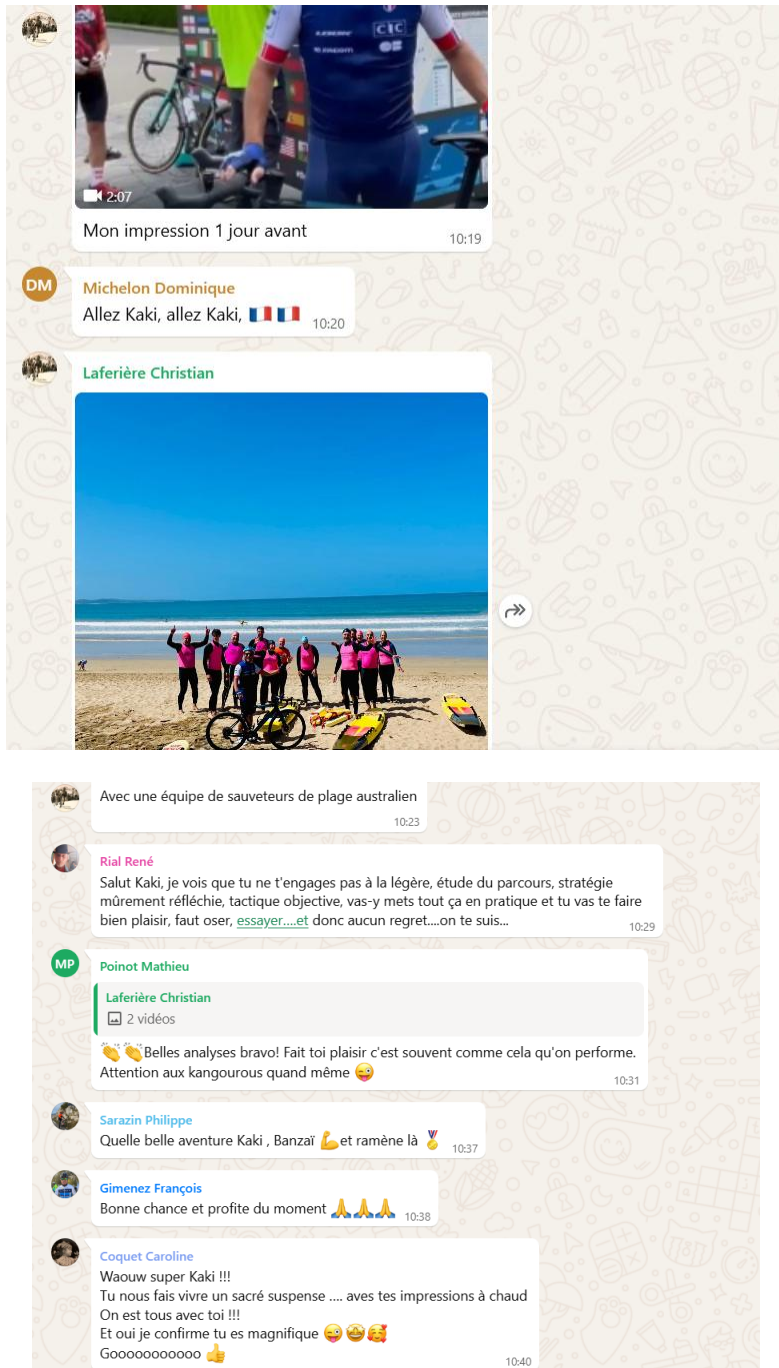 CIC
2:07
Mon impression 1 jour avant
10:19
DM
Michelon Dominique
Allez Kaki, allez Kaki, 🇫🇷🇫🇷
10:20
Laferière Christian
Avec une équipe de sauveteurs de plage australien
10:23
Rial René
Salut Kaki, je vois que tu ne t'engages pas à la légère, étude du parcours, stratégie
mûrement réfléchie, tactique objective, vas-y mets tout ça en pratique et tu vas te faire
bien plaisir, faut oser, essayer....et donc aucun regret....on te suis...
10:29
MP
Poinot Mathieu
Laferière Christian
2 vidéos
👏👏Belles analyses bravo! Fait toi plaisir c'est souvent comme cela qu'on performe.
Attention aux kangourous quand même 😜
10:31
Sarazin Philippe
Quelle belle aventure Kaki , Banzaï 💪et ramène là 🏅
10:37
Gimenez François
Bonne chance et profite du moment 🙏🙏🙏
10:38
Coquet Caroline
Waouw super Kaki !!!
Tu nous fais vivre un sacré suspense .... aves tes impressions à chaud
On est tous avec toi !!!
Et oui je confirme tu es magnifique 😜🤩🥰
Gooooooooooo 👍
10:40